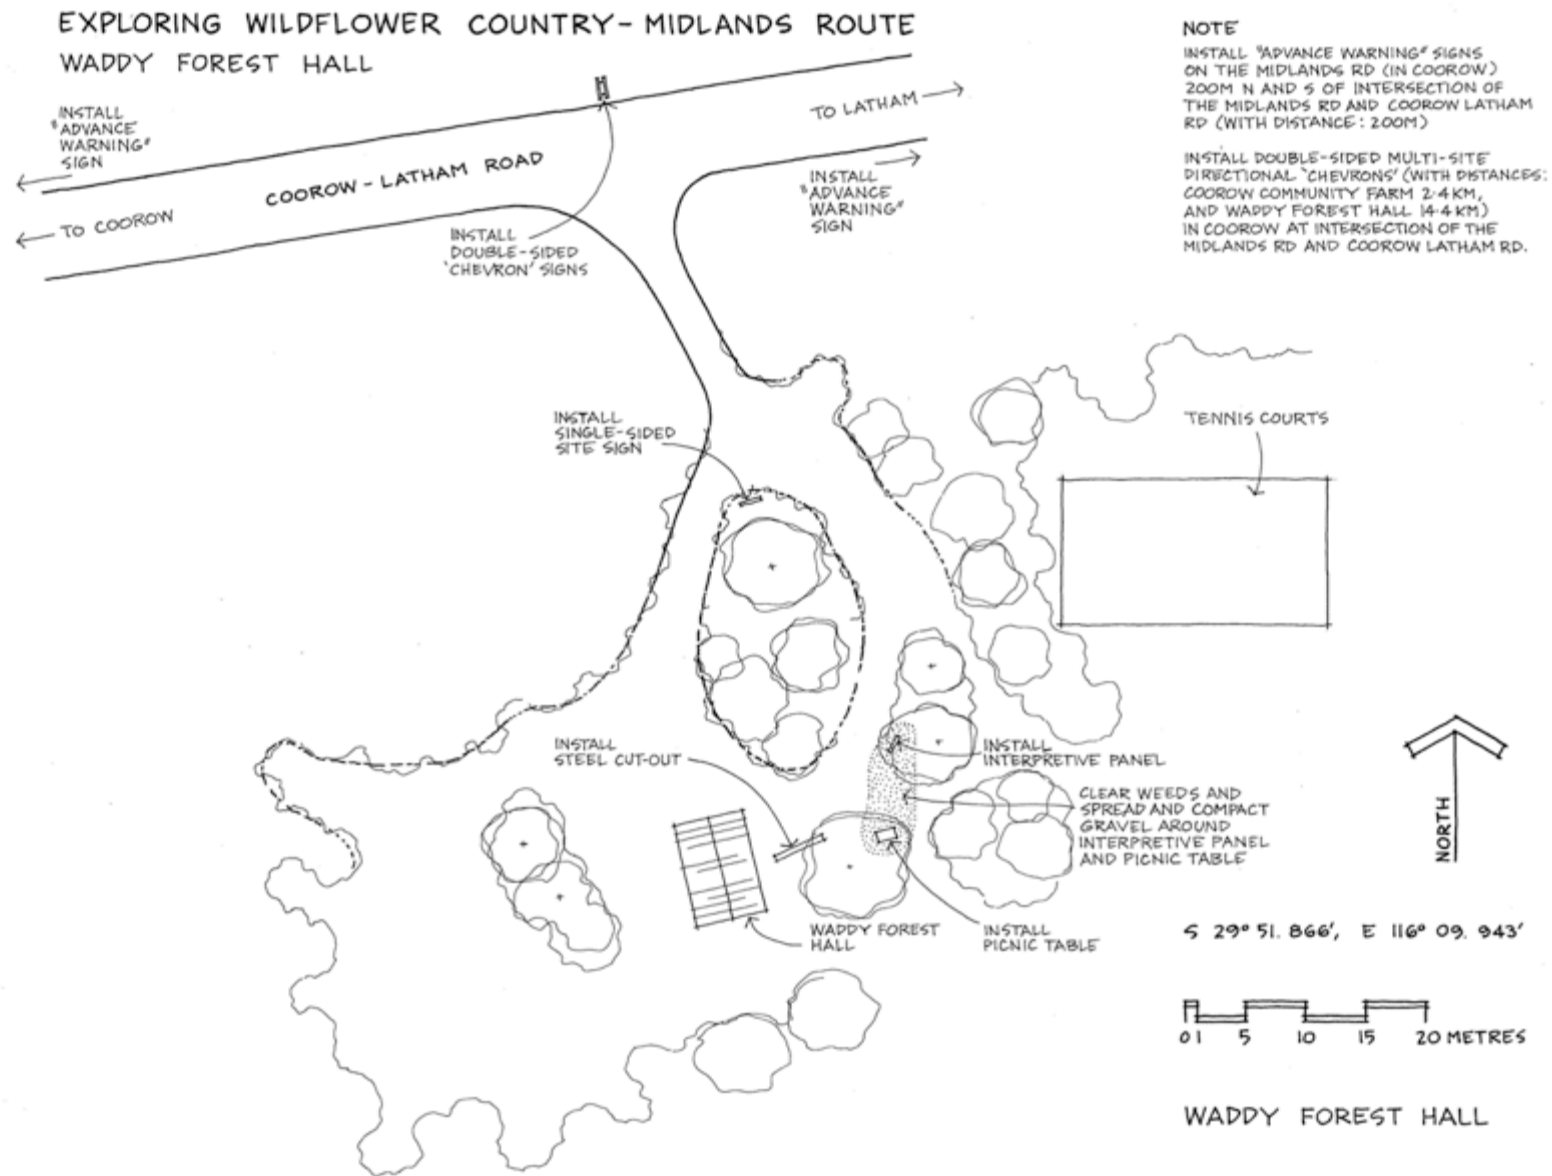 EXPLORING WILDFLOWER COUNTRY - MIDLANDS ROUTE
WADDY FOREST HALL
NOTE
INSTALL "ADVANCE WARNING" SIGNS
ON THE MIDLANDS RD (IN COOROW)
200M N AND S OF INTERSECTION OF
THE MIDLANDS RD AND COOROW LATHAM
RD (WITH DISTANCE: 200M)
INSTALL DOUBLE-SIDED MULTI-SITE
DIRECTIONAL 'CHEVRONS' (WITH DISTANCES:
COOROW COMMUNITY FARM 2.4KM,
AND WADDY FOREST HALL 14.4KM)
IN COOROW AT INTERSECTION OF THE
MIDLANDS RD AND COOROW LATHAM RD.
INSTALL
"ADVANCE
WARNING"
SIGN
TO LATHAM
COOROW - LATHAM ROAD
TO COOROW
INSTALL
"ADVANCE
WARNING"
SIGN
INSTALL
DOUBLE-SIDED
'CHEVRON' SIGNS
INSTALL
SINGLE-SIDED
SITE SIGN
TENNIS COURTS
INSTALL
STEEL CUT-OUT
INSTALL
INTERPRETIVE PANEL
CLEAR WEEDS AND
SPREAD AND COMPACT
GRAVEL AROUND
INTERPRETIVE PANEL
AND PICNIC TABLE
NORTH
WADDY FOREST
HALL
INSTALL
PICNIC TABLE
S 29° 51. 866', E 116° 09. 943'
0 1 5 10 15 20 METRES
WADDY FOREST HALL